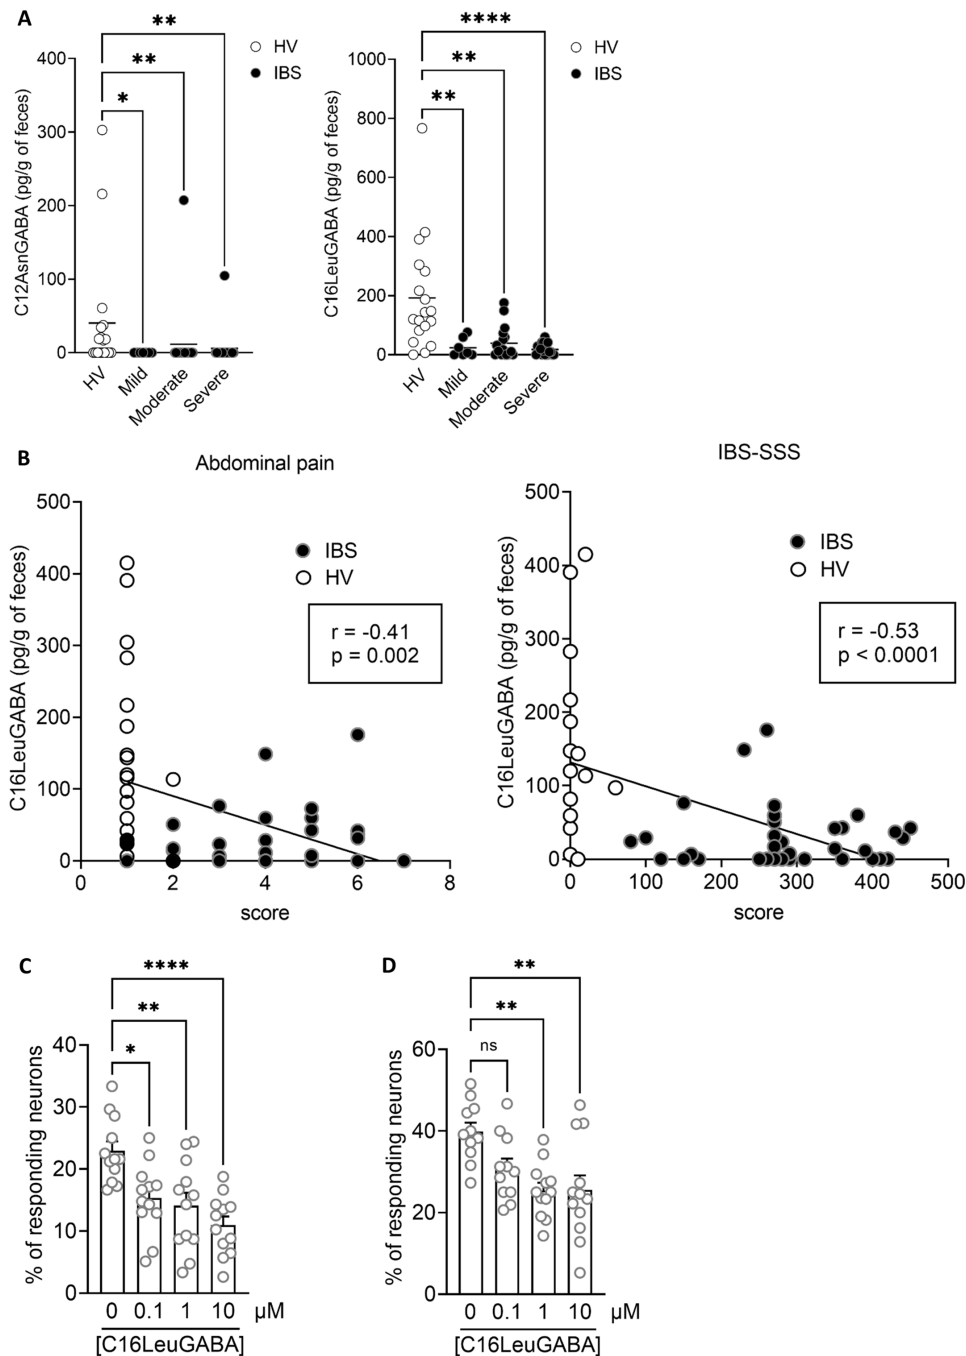 A
** ****
400 HV 1000 HV
** IBS ** IBS
* **
C12AsnGABA (pg/g of feces)
300
200
100
0
HV Mild Moderate Severe
C16LeuGABA (pg/g of feces)
800
600
400
200
0
HV Mild Moderate Severe
B
Abdominal pain
C16LeuGABA (pg/g of feces)
500
400
300
200
100
0
IBS
HV
r = -0.41
p = 0.002
0 2 4 6 8
score
IBS-SSS
C16LeuGABA (pg/g of feces)
500
400
300
200
100
0
IBS
HV
r = -0.53
p < 0.0001
0 100 200 300 400 500
score
C
****
**
*
% of responding neurons
40
30
20
10
0
0 0.1 1 10 µM
[C16LeuGABA]
D
**
**
ns
% of responding neurons
60
40
20
0
0 0.1 1 10 µM
[C16LeuGABA]